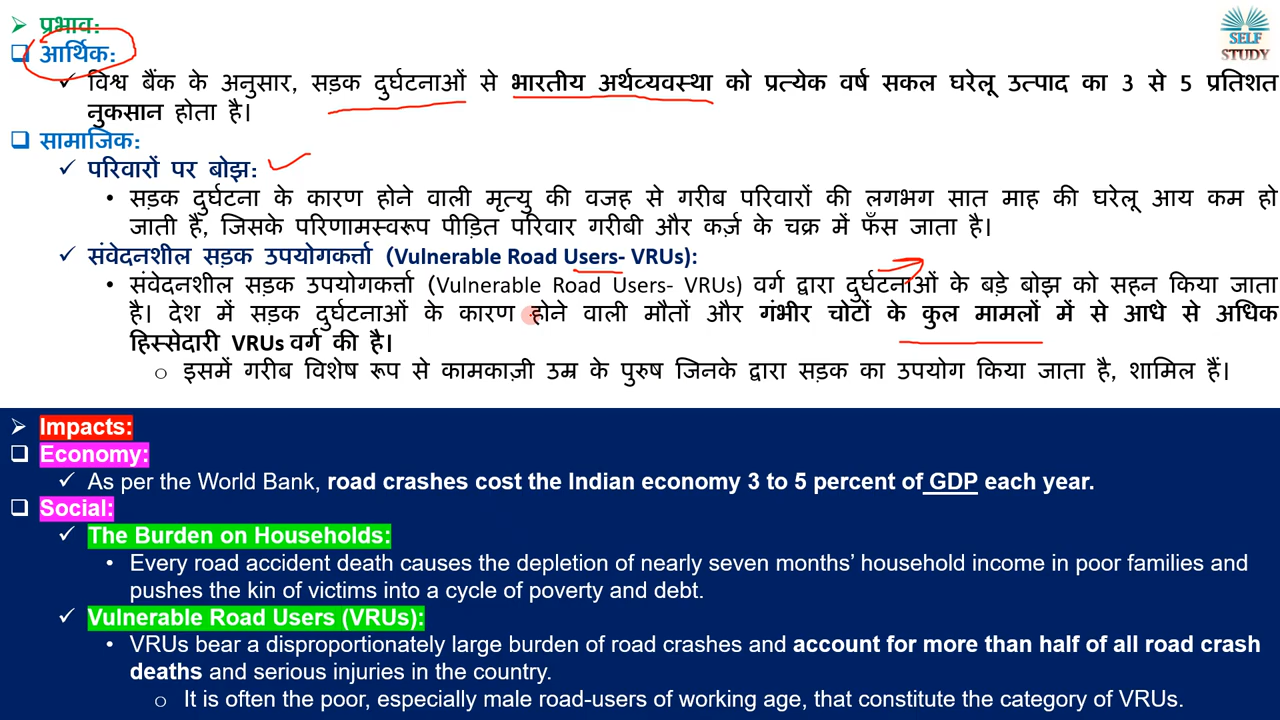 ➢ प्रभाव:
❑ आर्थिक:
✓ विश्व बैंक के अनुसार, सड़क दुर्घटनाओं से भारतीय अर्थव्यवस्था को प्रत्येक वर्ष सकल घरेलू उत्पाद का 3 से 5 प्रतिशत
नुकसान होता है।
❑ सामाजिक:
✓ परिवारों पर बोझ:
• सड़क दुर्घटना के कारण होने वाली मृत्यु की वजह से गरीब परिवारों की लगभग सात माह की घरेलू आय कम हो
जाती है, जिसके परिणामस्वरूप पीड़ित परिवार गरीबी और कर्ज़ के चक्र में फँस जाता है।
✓ संवेदनशील सड़क उपयोगकर्त्ता (Vulnerable Road Users- VRUs):
• संवेदनशील सड़क उपयोगकर्त्ता (Vulnerable Road Users- VRUs) वर्ग द्वारा दुर्घटनाओं के बड़े बोझ को सहन किया जाता
है। देश में सड़क दुर्घटनाओं के कारण होने वाली मौतों और गंभीर चोटों के कुल मामलों में से आधे से अधिक
हिस्सेदारी VRUs वर्ग की है।
○ इसमें गरीब विशेष रूप से कामकाज़ी उम्र के पुरुष जिनके द्वारा सड़क का उपयोग किया जाता है, शामिल हैं।
SELF
STUDY
➢ Impacts:
❑ Economy:
✓ As per the World Bank, road crashes cost the Indian economy 3 to 5 percent of GDP each year.
❑ Social:
✓ The Burden on Households:
• Every road accident death causes the depletion of nearly seven months’ household income in poor families and
pushes the kin of victims into a cycle of poverty and debt.
✓ Vulnerable Road Users (VRUs):
• VRUs bear a disproportionately large burden of road crashes and account for more than half of all road crash
deaths and serious injuries in the country.
○ It is often the poor, especially male road-users of working age, that constitute the category of VRUs.